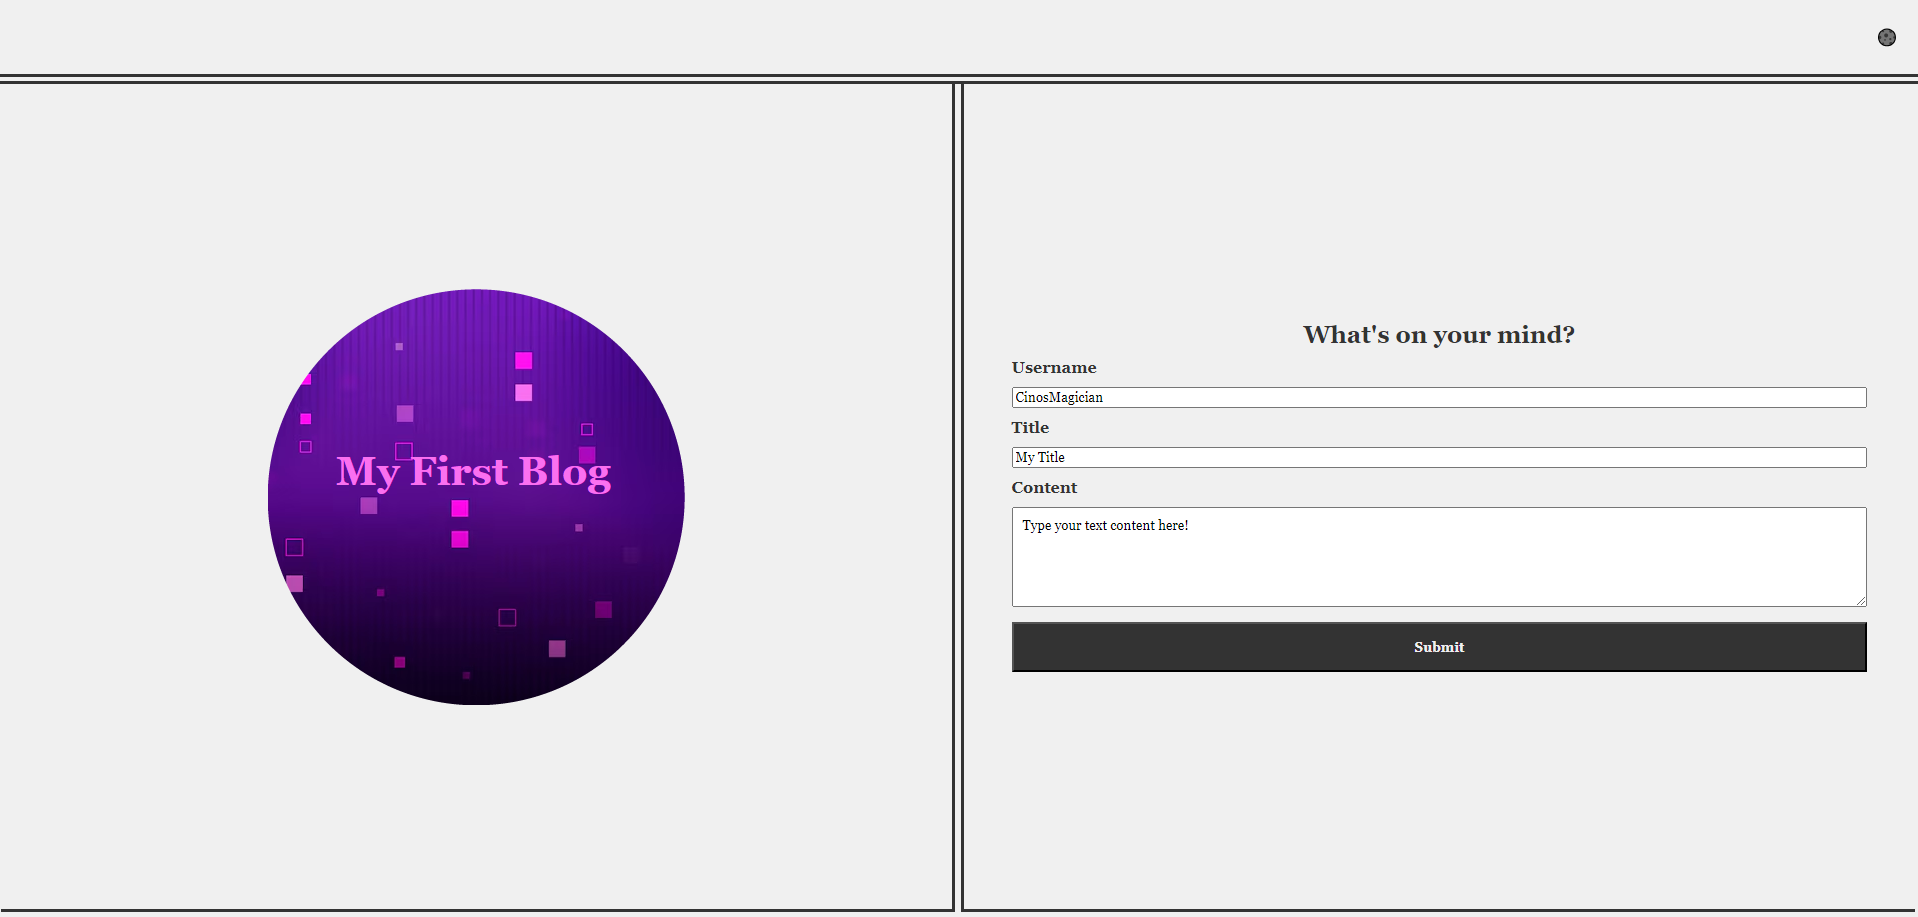 My First Blog
What's on your mind?
Username
CinosMagician
Title
My Title
Content
Type your text content here!
Submit